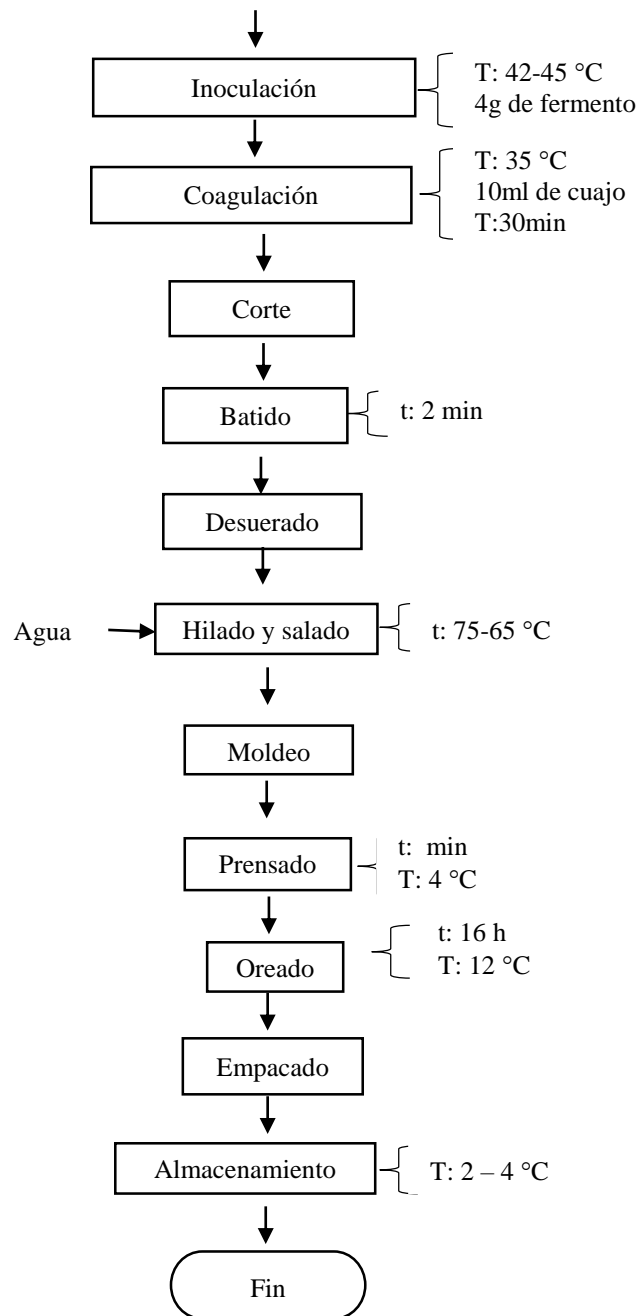 Inoculación
T: 42-45 °C
4g de fermento
Coagulación
T: 35 °C
10ml de cuajo
T:30min
Corte
Batido
t: 2 min
Desuerado
Agua
Hilado y salado
t: 75-65 °C
Moldeo
Prensado
t:  min
T: 4 °C
Oreado
t: 16 h
T: 12 °C
Empacado
Almacenamiento
T: 2 – 4 °C
Fin